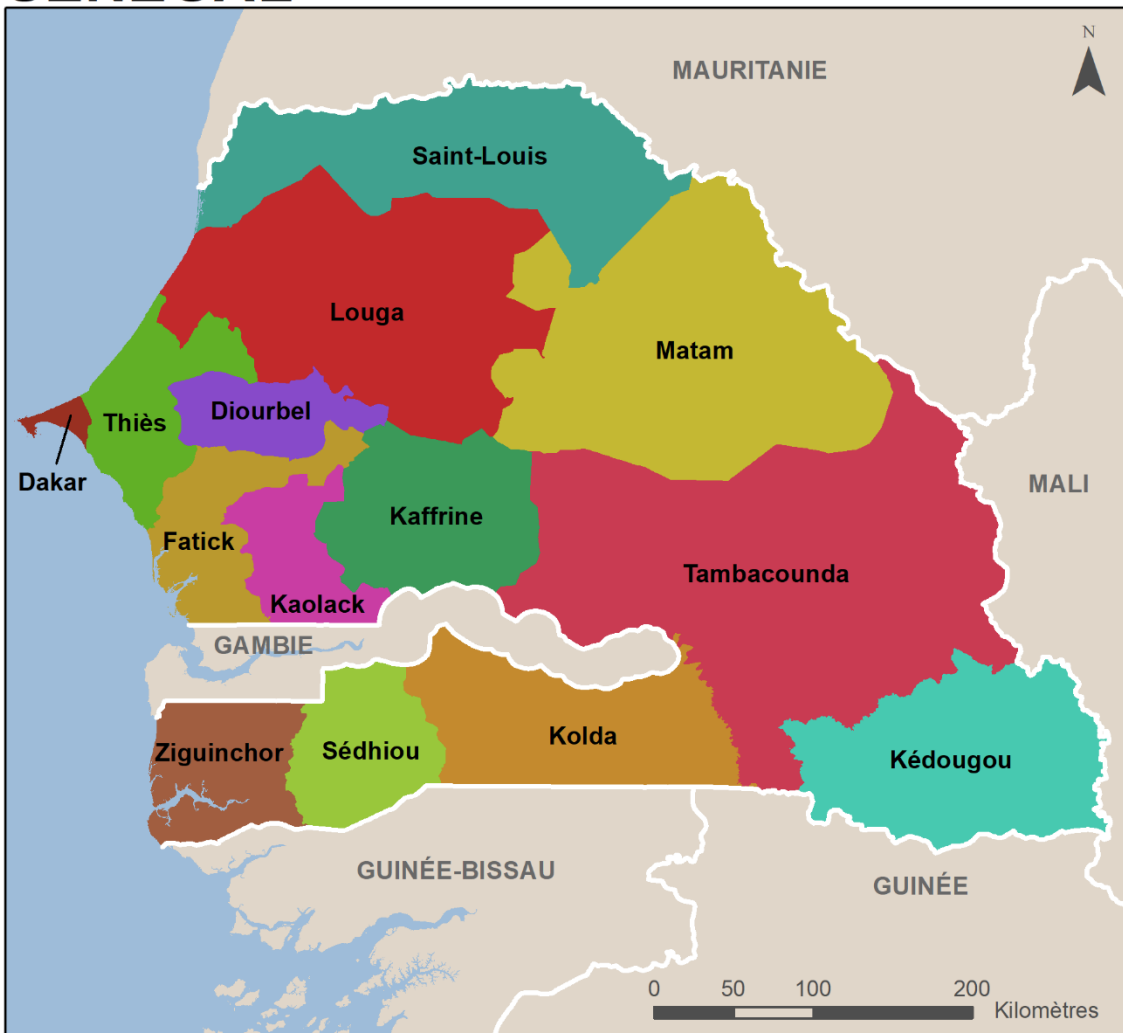 N
MAURITANIE
Saint-Louis
Louga
Matam
Diourbel
Thiès
Dakar
MALI
Kaffrine
Fatick
Tambacounda
Kaolack
GAMBIE
Kolda
Sédhiou
Ziguinchor
Kédougou
GUINÉE-BISSAU
GUINÉE
0 50 100 200
Kilomètres